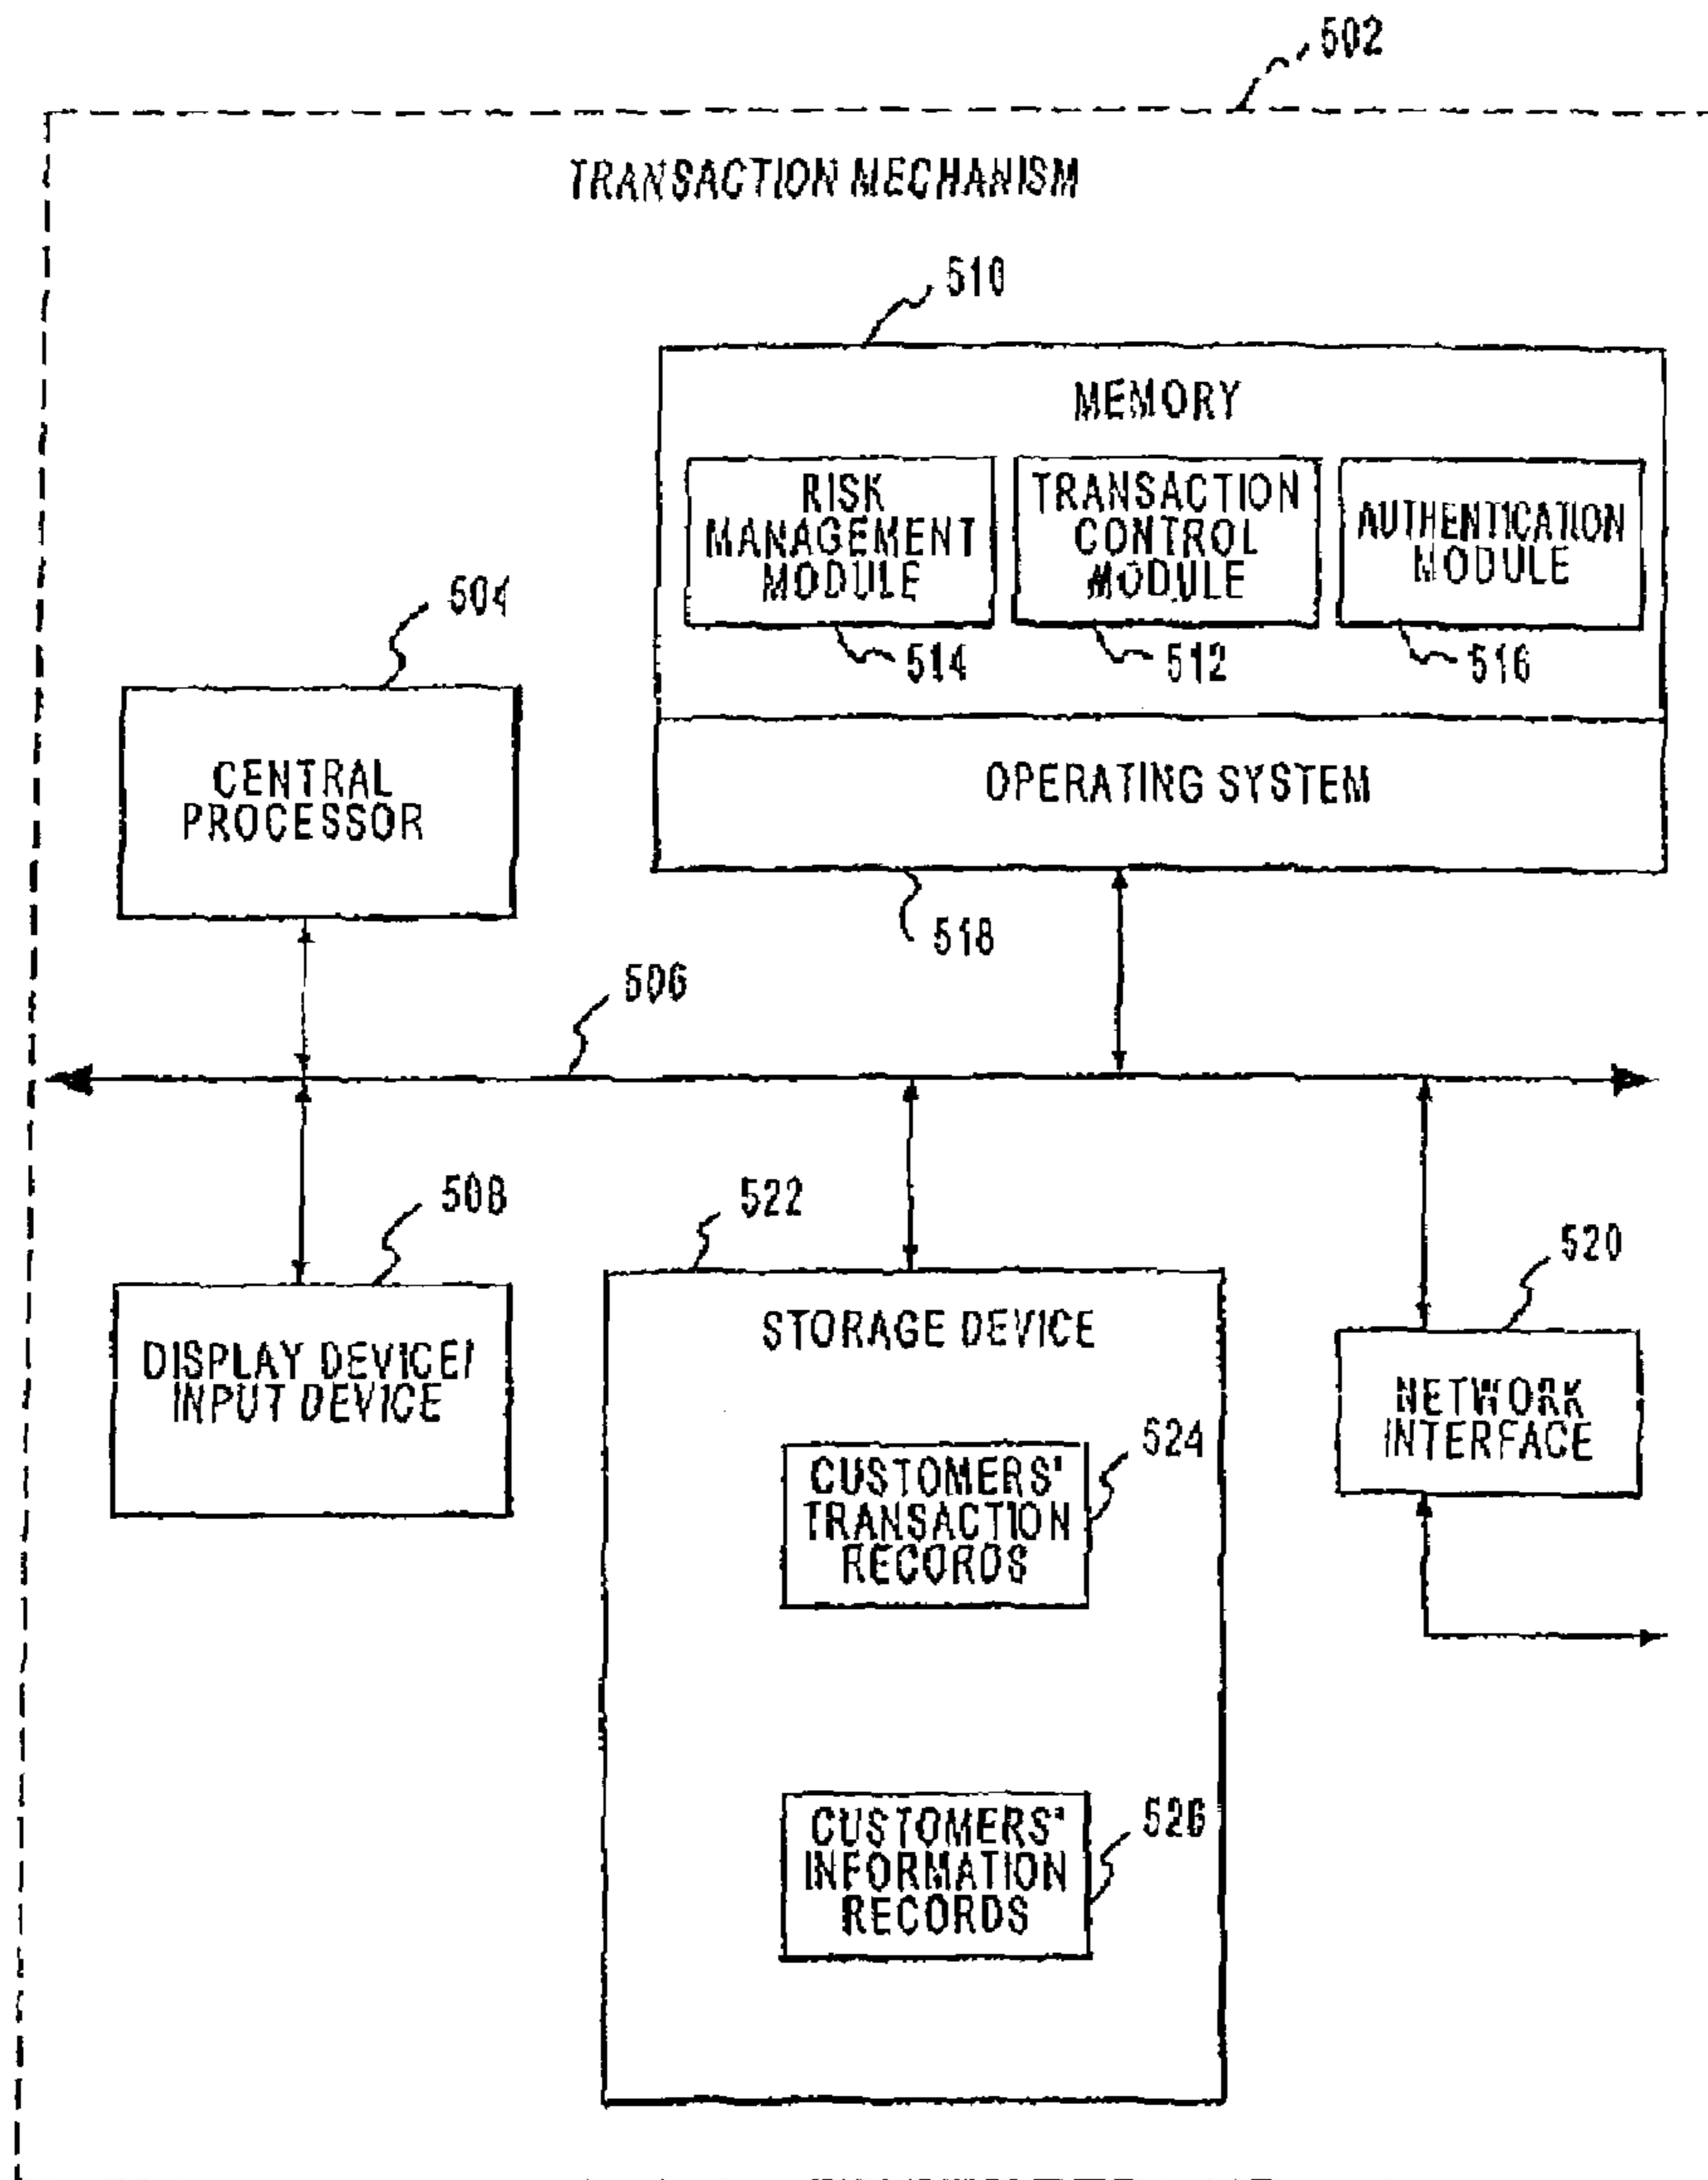 502
TRANSACTION MECHANISM
510
MEMORY
RISK
MANAGEMENT
MODULE
TRANSACTION
CONTROL
MODULE
AUTHENTICATION
MODULE
514
512
516
504
CENTRAL
PROCESSOR
OPERATING SYSTEM
518
506
508
522
520
DISPLAY DEVICE/
INPUT DEVICE
STORAGE DEVICE
NETWORK
INTERFACE
524
CUSTOMERS'
TRANSACTION
RECORDS
526
CUSTOMERS'
INFORMATION
RECORDS